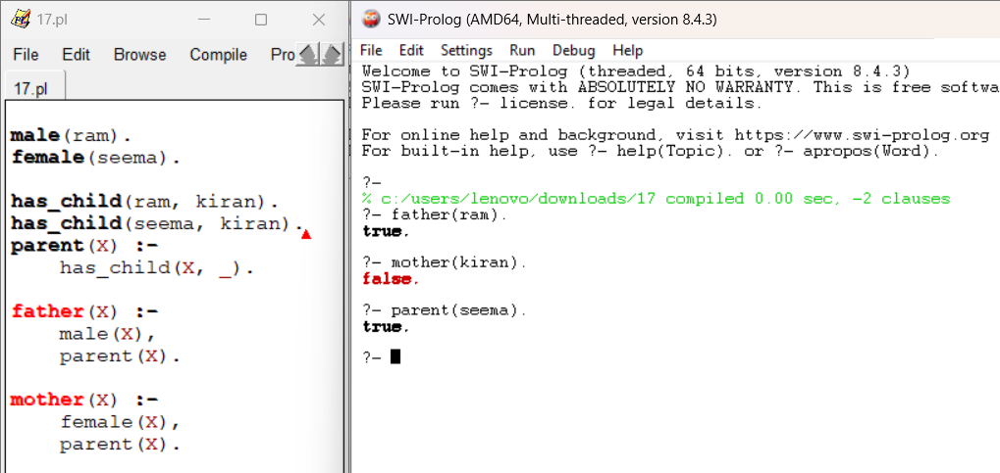 17.pl
File Edit Browse Compile Pro
17.pl
male(ram).
female(seema).
has_child(ram, kiran).
has_child(seema, kiran).
parent(X) :-
has_child(X, _).
father(X) :-
male(X),
parent(X).
mother(X) :-
female(X),
parent(X).
SWI-Prolog (AMD64, Multi-threaded, version 8.4.3)
File Edit Settings Run Debug Help
Welcome to SWI-Prolog (threaded, 64 bits, version 8.4.3)
SWI-Prolog comes with ABSOLUTELY NO WARRANTY. This is free softwa
Please run ?- license. for legal details.
For online help and background, visit https://www.swi-prolog.org
For built-in help, use ?- help(Topic). or ?- apropos(Word).
?-
% c:/users/lenovo/downloads/17 compiled 0.00 sec, -2 clauses
?- father(ram).
true.
?- mother(kiran).
false.
?- parent(seema).
true.
?-